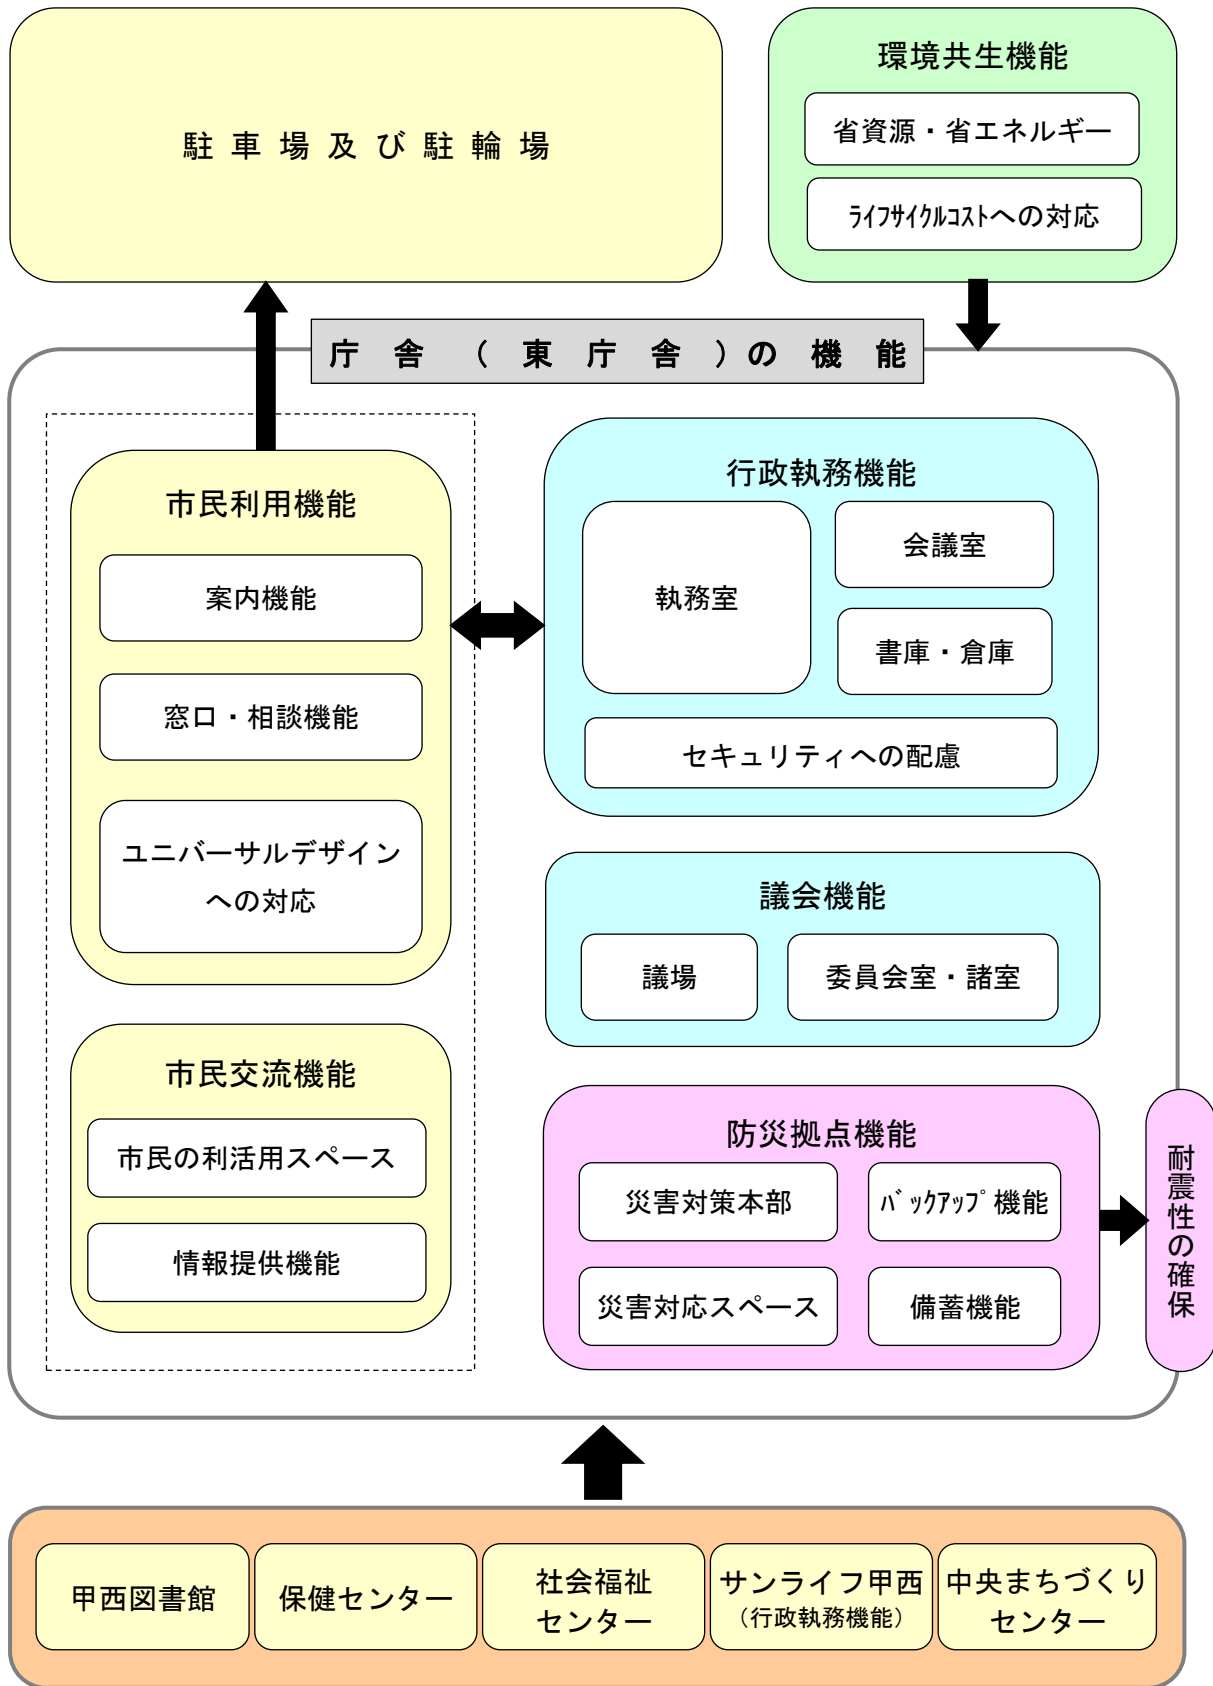 駐車場及び駐輪場
環境共生機能
省資源・省エネルギー
ﾗｲﾌｻｲｸﾙｺｽﾄへの対応
庁舎（東庁舎）の機能
市民利用機能
案内機能
窓口・相談機能
ユニバーサルデザイン
への対応
市民交流機能
市民の利活用スペース
情報提供機能
行政執務機能
執務室
会議室
書庫・倉庫
セキュリティへの配慮
議会機能
議場
委員会室・諸室
防災拠点機能
災害対策本部
ﾊﾞｯｸｱｯﾌﾟ機能
災害対応スペース
備蓄機能
耐震性の確保
甲西図書館
保健センター
社会福祉
センター
サンライフ甲西
（行政執務機能）
中央まちづくり
センター